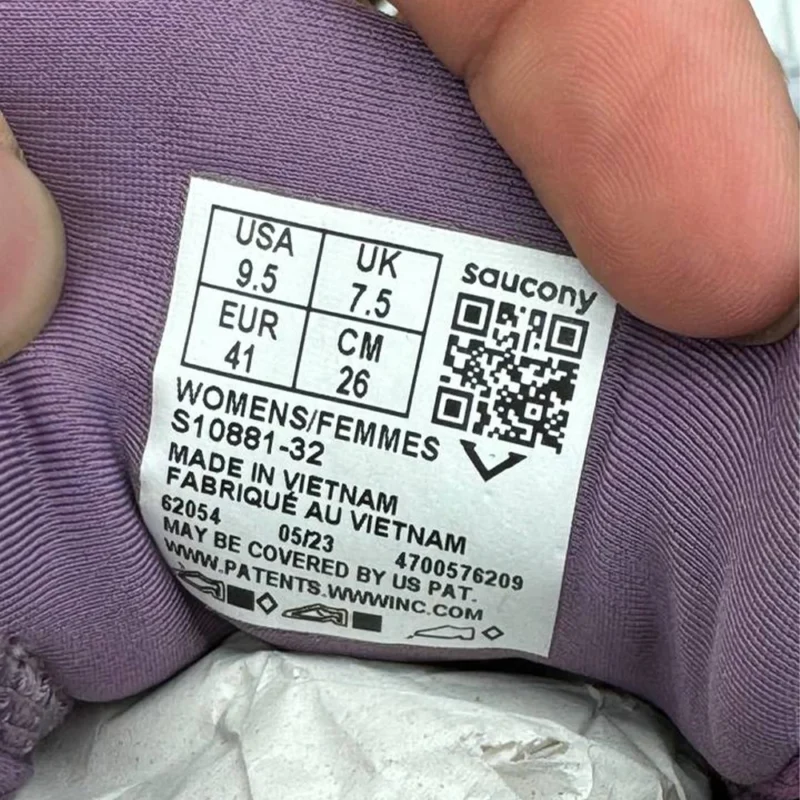 USA
9.5
UK
7.5
EUR
41
CM
26
saucony
WOMENS/FEMMES
S10881-32
MADE IN VIETNAM
FABRIQUÉ AU VIETNAM
62054 05/23 4700576209
MAY BE COVERED BY US PAT.
WWW.PATENTS.WWWINC.COM